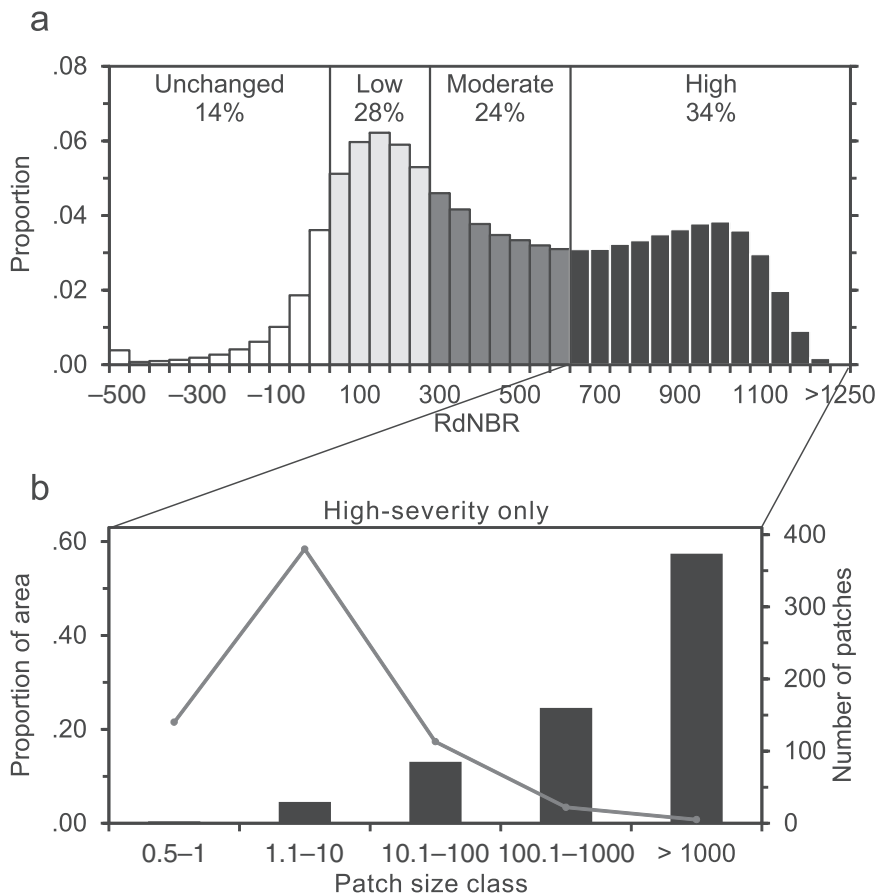 a
Unchanged Low Moderate High
14% 28% 24% 34%
.08
.06
.04
.02
.00
Proportion
–500 –300 –100 100 300 500 700 900 1100 >1250
RdNBR
b
High-severity only
.60
.40
.20
.00
Proportion of area
400
300
200
100
0
Number of patches
0.5–1 1.1–10 10.1–100 100.1–1000 > 1000
Patch size class